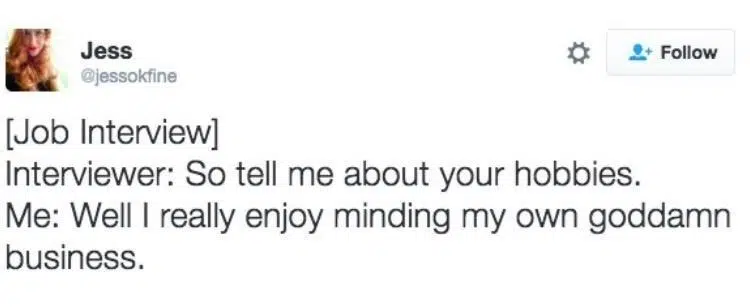 Jess
@jessokfine
Follow
[Job Interview]
Interviewer: So tell me about your hobbies.
Me: Well I really enjoy minding my own goddamn
business.